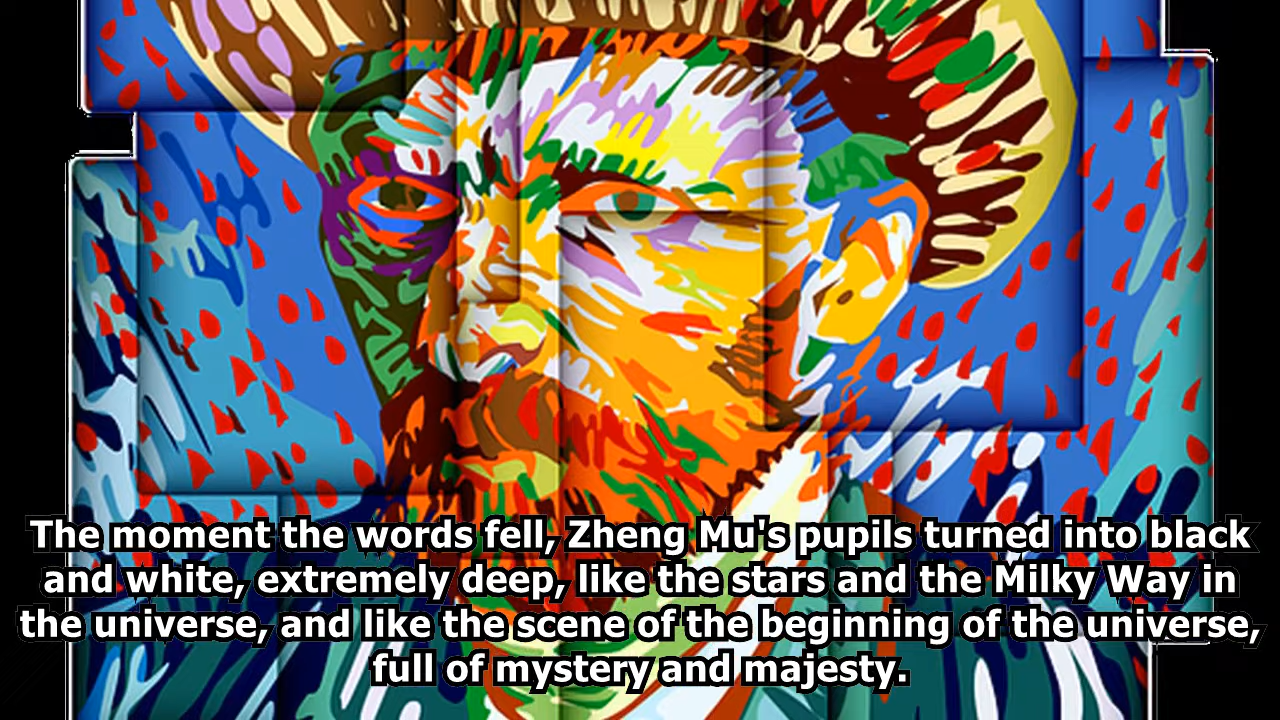 The moment the words fell, Zheng Mu's pupils turned into black
and white, extremely deep, like the stars and the Milky Way in
the universe, and like the scene of the beginning of the universe,
full of mystery and majesty.